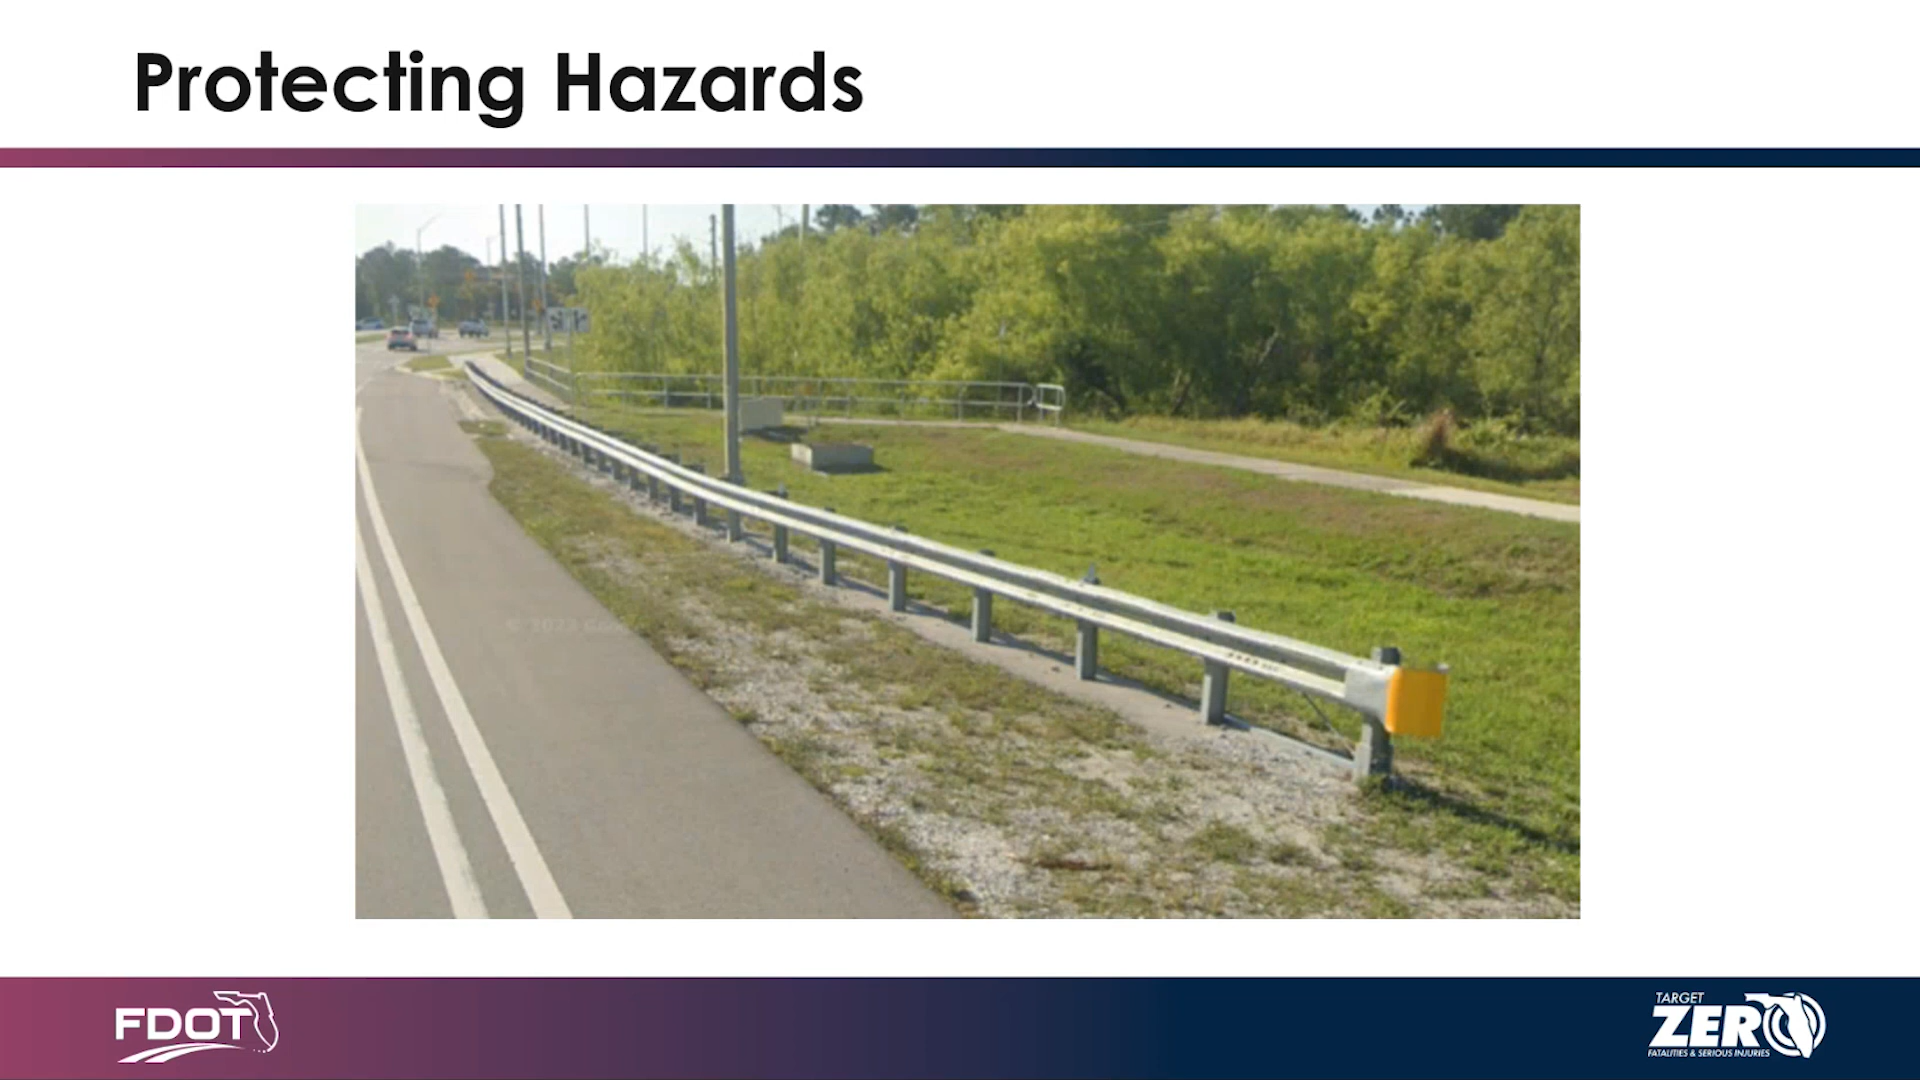 Protecting Hazards
FDOT
TARGET
ZERO
FATALITIES & SERIOUS INJURIES